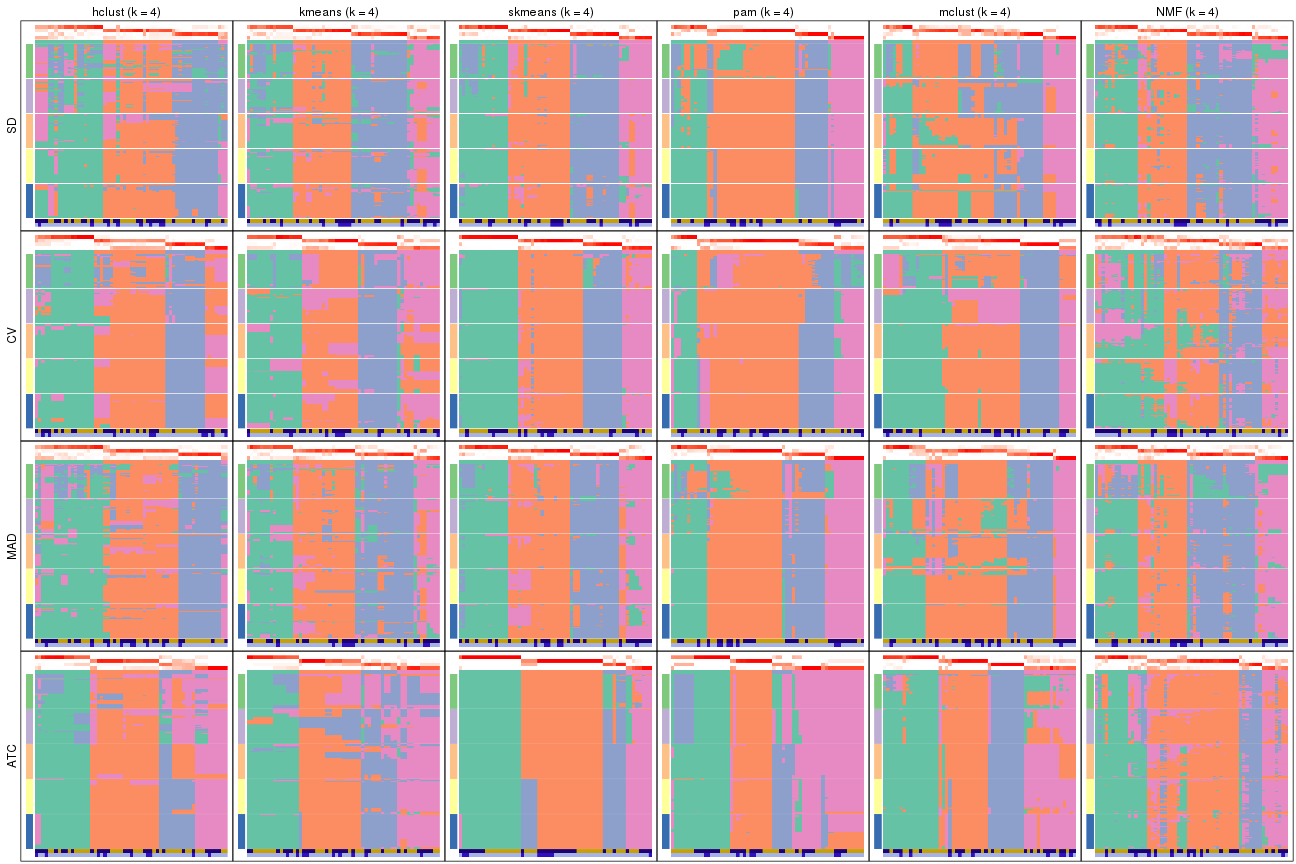 hclust (k = 4)
kmeans (k = 4)
skmeans (k = 4)
pam (k = 4)
mclust (k = 4)
NMF (k = 4)
SD
CV
MAD
ATC